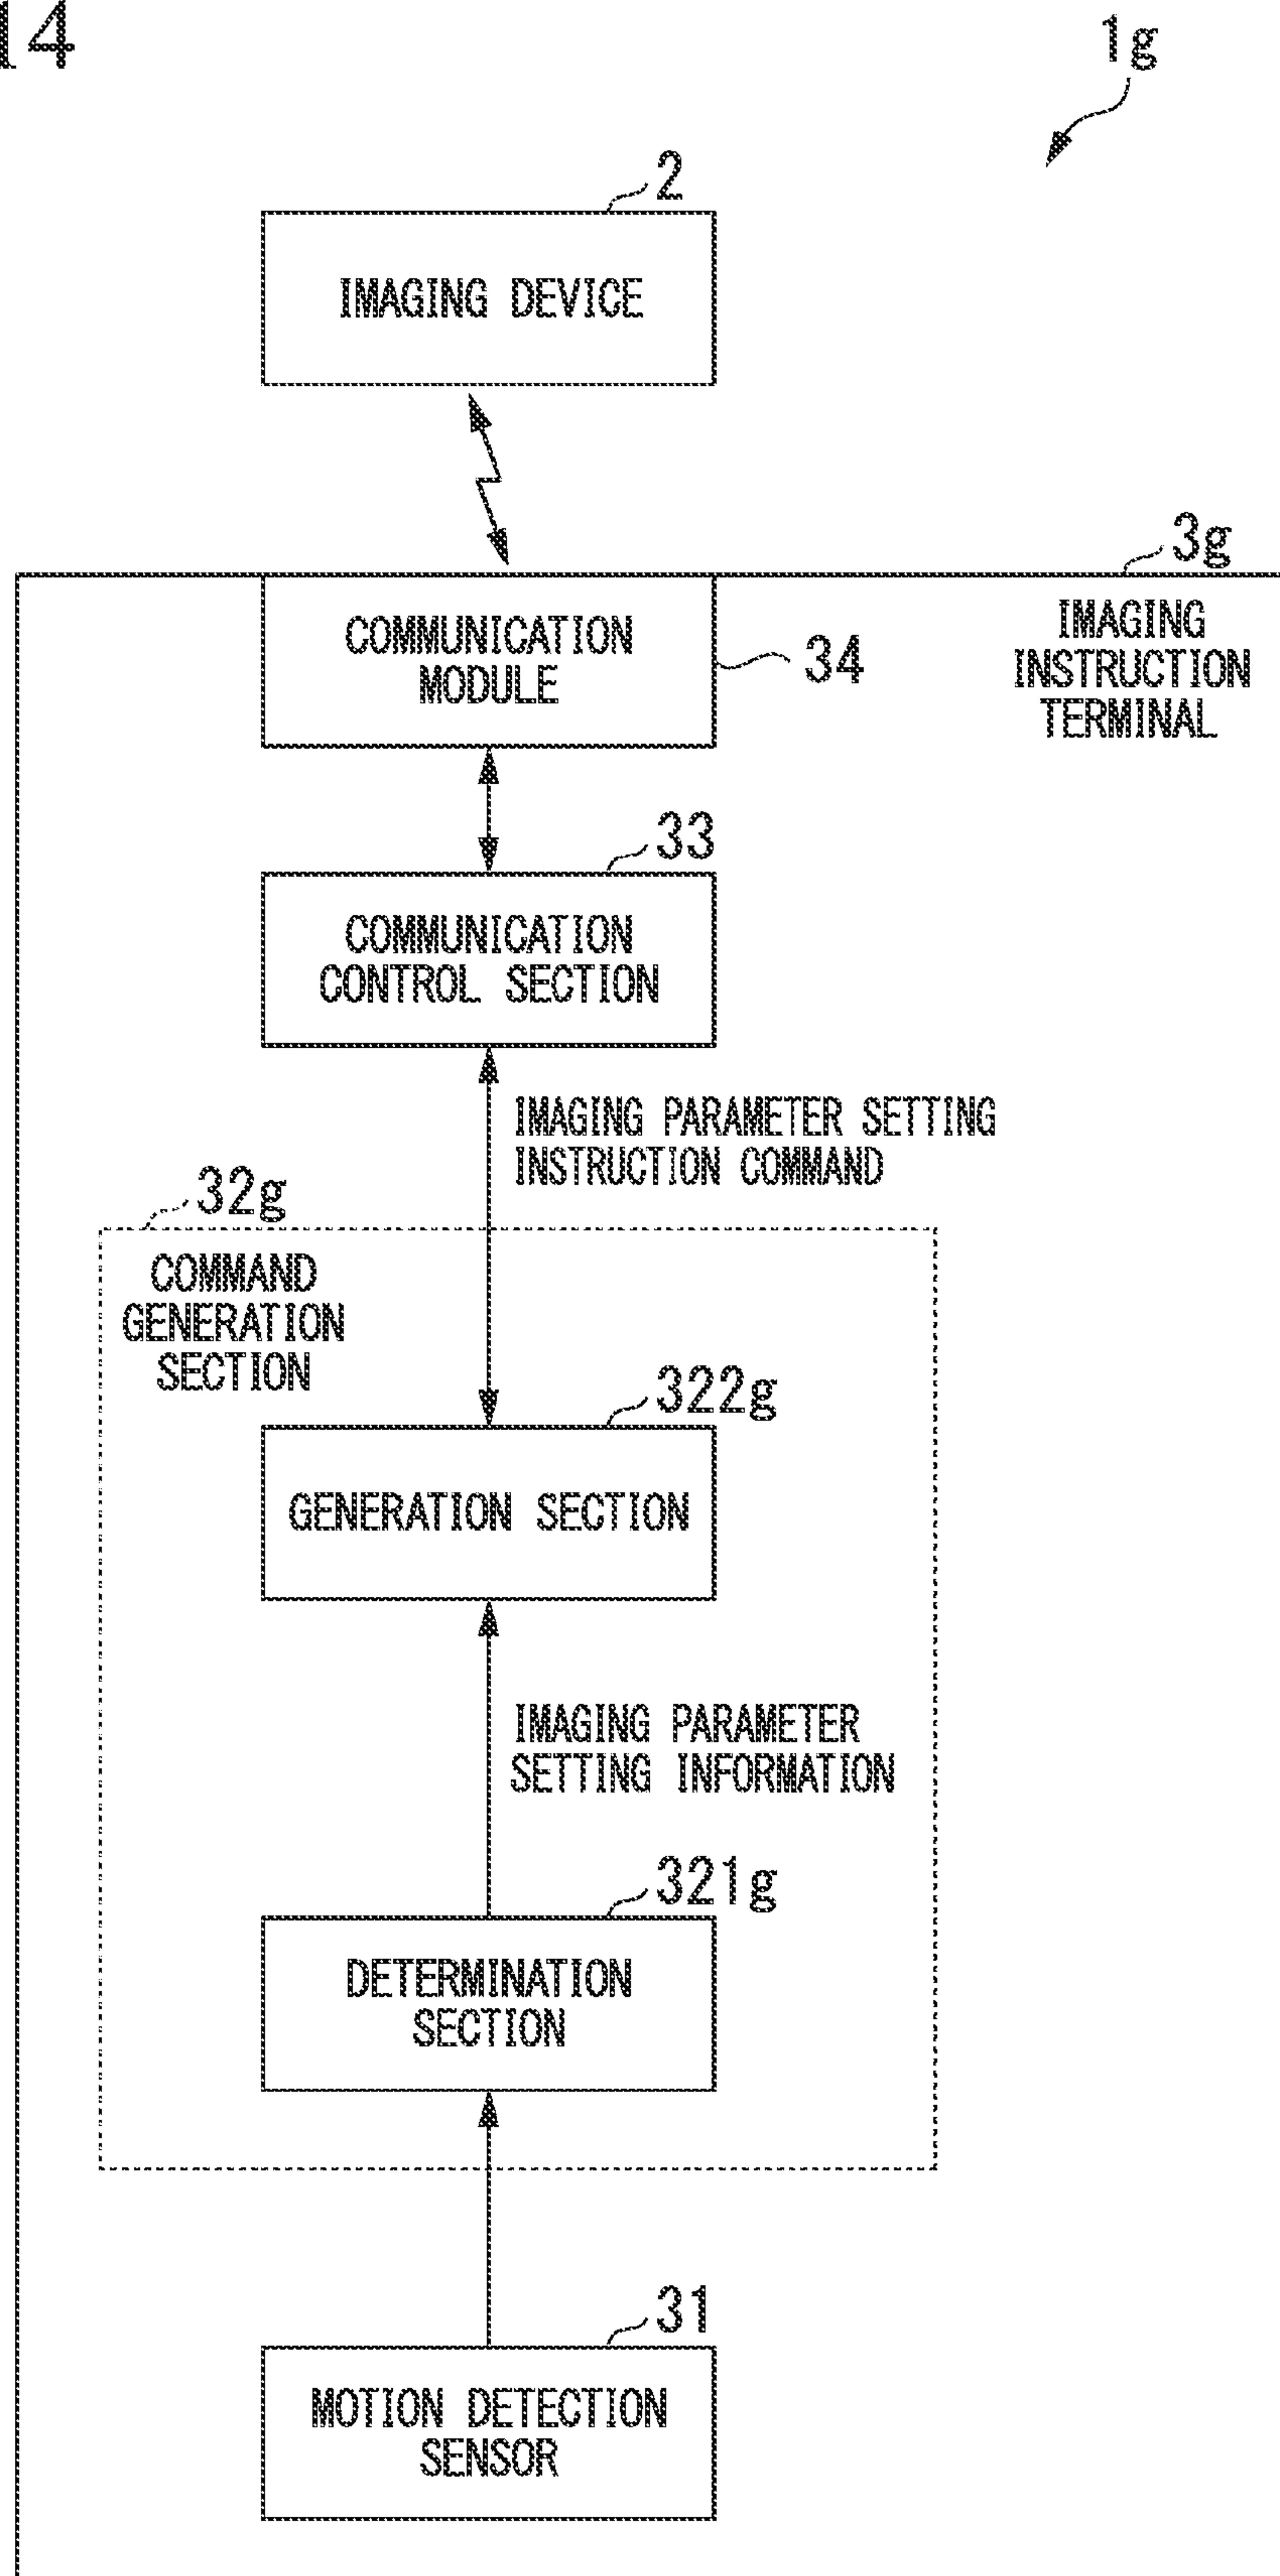 14
1g
2
IMAGING DEVICE
3g
IMAGING
INSTRUCTION
TERMINAL
COMMUNICATION
MODULE
34
33
COMMUNICATION
CONTROL SECTION
IMAGING PARAMETER SETTING
INSTRUCTION COMMAND
32g
COMMAND
GENERATION
SECTION
322g
GENERATION SECTION
IMAGING PARAMETER
SETTING INFORMATION
321g
DETERMINATION
SECTION
31
MOTION DETECTION
SENSOR